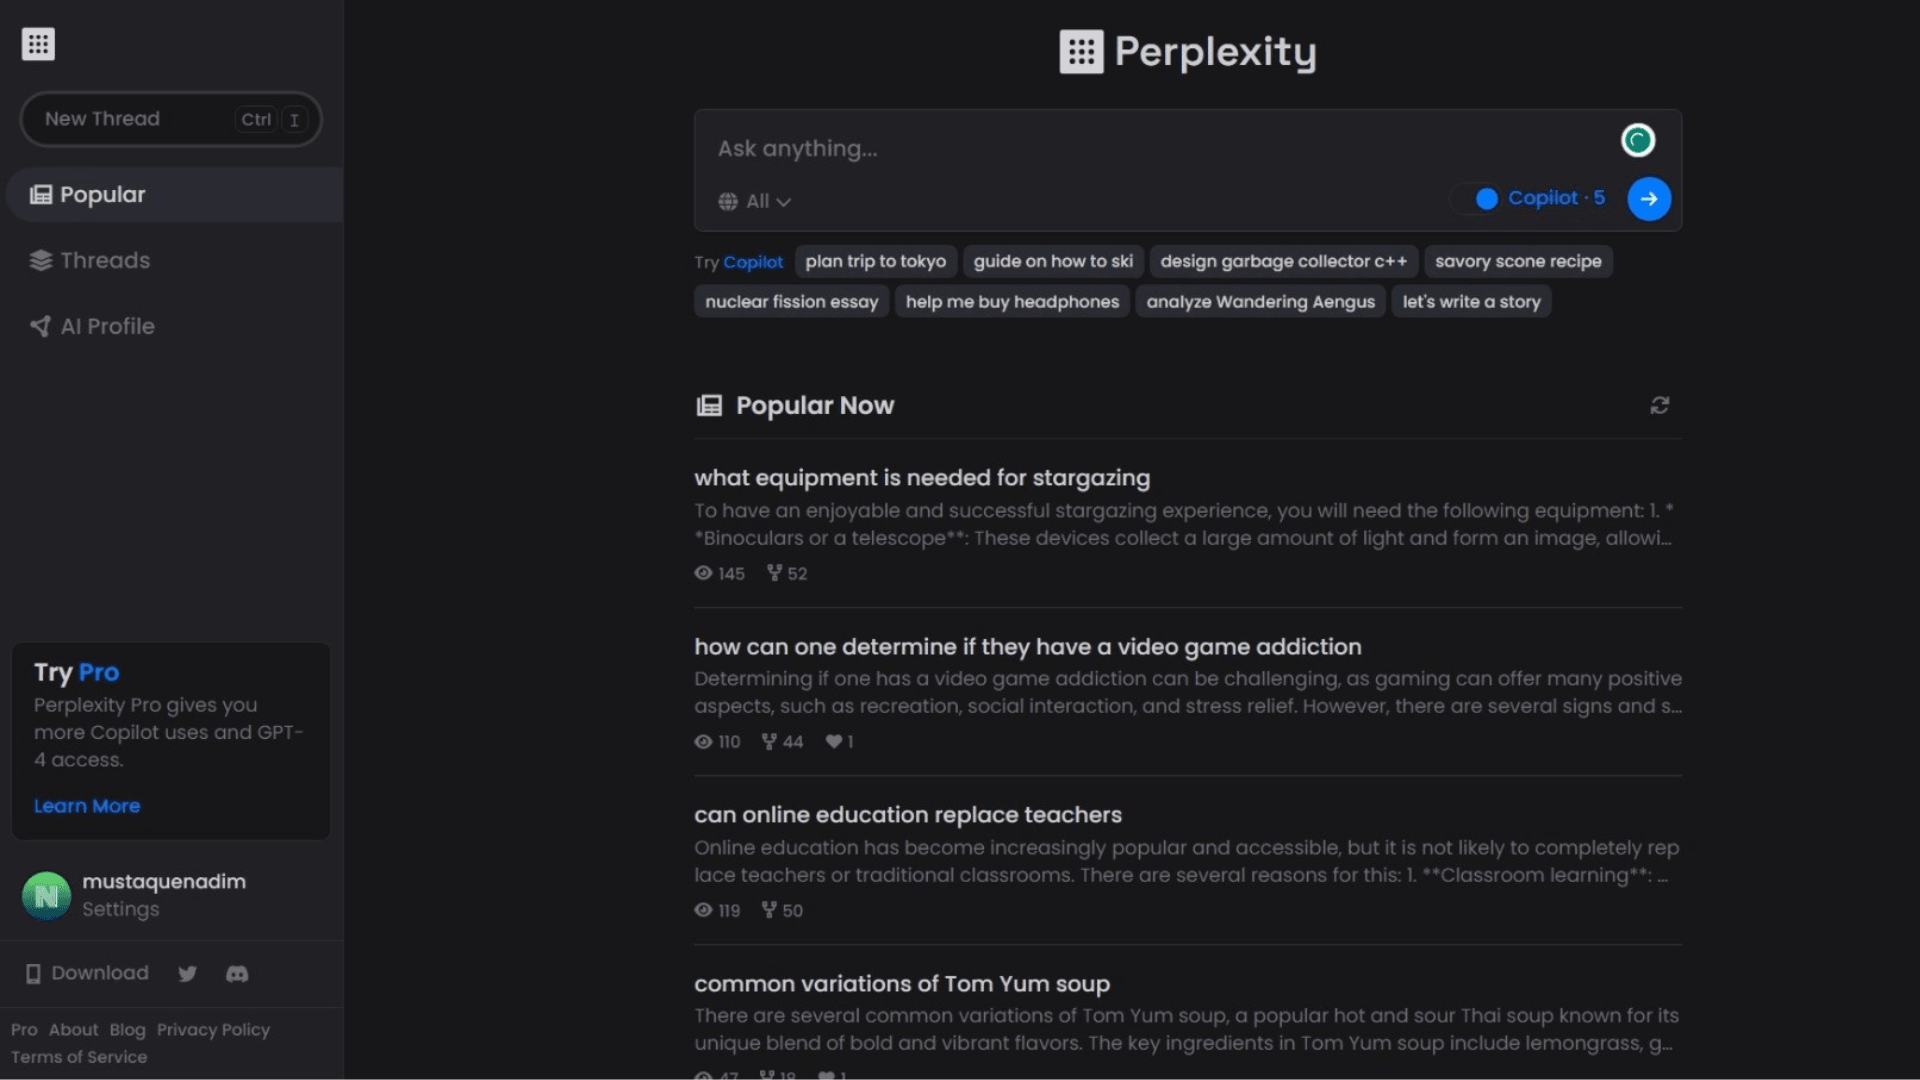 New Thread Ctrl I
Popular
Threads
AI Profile
Try Pro
Perplexity Pro gives you
more Copilot uses and GPT-
4 access.
Learn More
N
mustaquenadim
Settings
Download
Pro About Blog Privacy Policy
Terms of Service
Perplexity
Ask anything...
All
Copilot · 5
Try Copilot plan trip to tokyo guide on how to ski design garbage collector c++ savory scone recipe
nuclear fission essay help me buy headphones analyze Wandering Aengus let's write a story
Popular Now
what equipment is needed for stargazing
To have an enjoyable and successful stargazing experience, you will need the following equipment: 1. *
*Binoculars or a telescope**: These devices collect a large amount of light and form an image, allowi...
145 52
how can one determine if they have a video game addiction
Determining if one has a video game addiction can be challenging, as gaming can offer many positive
aspects, such as recreation, social interaction, and stress relief. However, there are several signs and s...
110 44 1
can online education replace teachers
Online education has become increasingly popular and accessible, but it is not likely to completely rep
lace teachers or traditional classrooms. There are several reasons for this: 1. **Classroom learning**: ...
119 50
common variations of Tom Yum soup
There are several common variations of Tom Yum soup, a popular hot and sour Thai soup known for its
unique blend of bold and vibrant flavors. The key ingredients in Tom Yum soup include lemongrass, g...
47 18 1